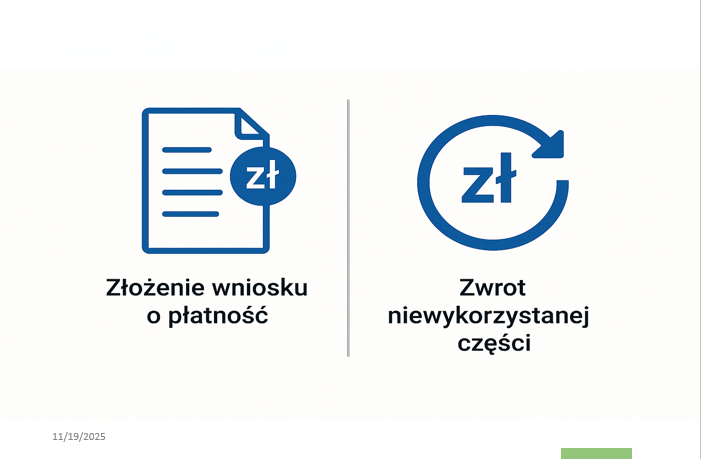 zł
Złożenie wniosku
o płatność
zł
Zwrot
niewykorzystanej
części
11/19/2025